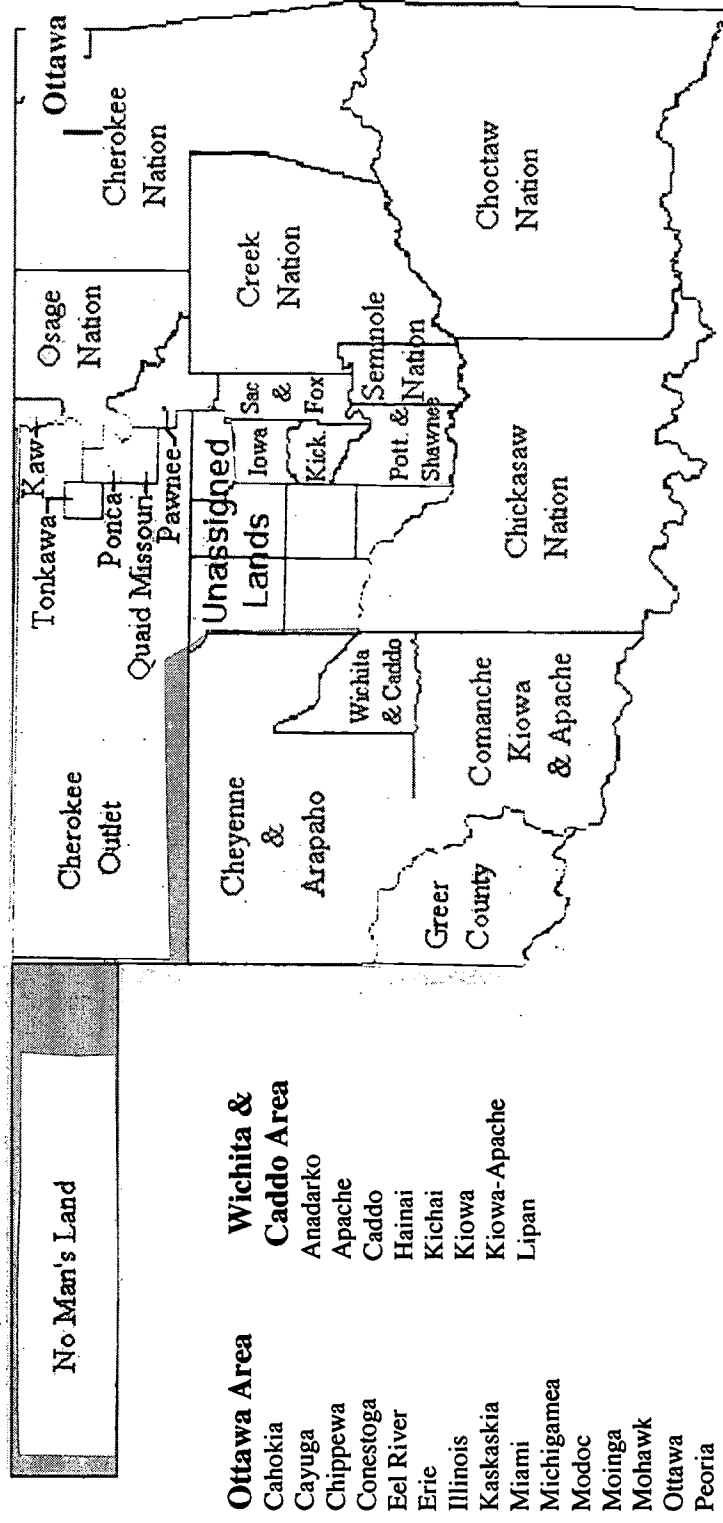 No Man's Land
Cherokee
Outlet
Tonkawa
Kaw
Ponca
Quaid Missouri
Pawnee
Osage
Nation
Ottawa
Cherokee
Nation
Cheyenne
&
Arapaho
Unassigned
Lands
Iowa
Sac
&
Fox
Kick.
Creek
Nation
Wichita
& Caddo
Pott. &
Shawnee
Seminole
Nation
Greer
County
Comanche
Kiowa
& Apache
Chickasaw
Nation
Choctaw
Nation
Ottawa Area
Cahokia
Cayuga
Chippewa
Conestoga
Eel River
Erie
Illinois
Kaskaskia
Miami
Michigamea
Modoc
Moinga
Mohawk
Ottawa
Peoria
Wichita &
Caddo Area
Anadarko
Apache
Caddo
Hainai
Kichai
Kiowa
Kiowa-Apache
Lipan